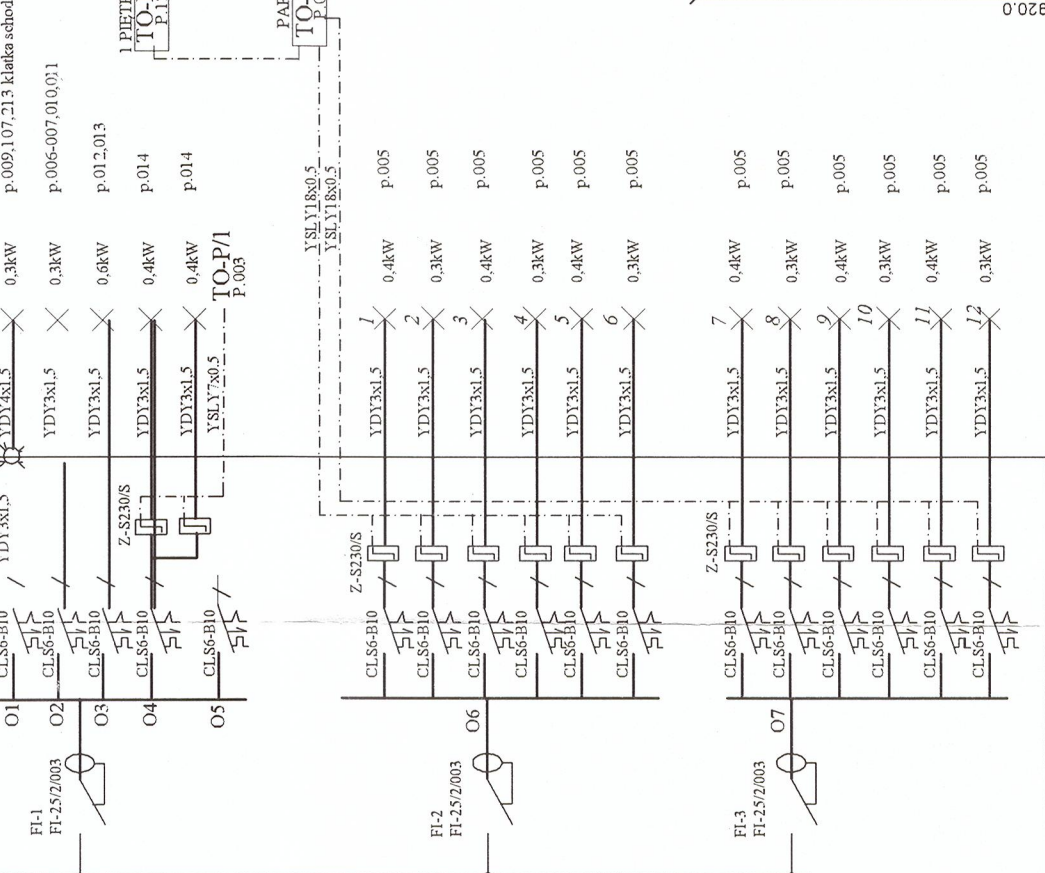 p.009,107,213 klatka schod
0,3kW
YDY4x1,5
CLS6-B10
O1
p.006-007,010,011
0,3kW
YDY3x1,5
CLS6-B10
O2
p.012,013
0,6kW
YDY3x1,5
CLS6-B10
O3
p.014
0,4kW
YDY3x1,5
Z-S230/S
CLS6-B10
O4
p.014
0,4kW
YDY3x1,5
YSLY7x0.5
TO-P/1
P.003
CLS6-B10
O5
FI-1
FI-25/2/003
1 PIĘTR
TO-
PAR
TO-
YSLY18x0,5
YSLY18x0.5
920.0
p.005
0,4kW
1
YDY3x1,5
Z-S230/S
CLS6-B10
p.005
0,3kW
2
YDY3x1,5
CLS6-B10
p.005
0,4kW
3
YDY3x1,5
CLS6-B10
p.005
0,3kW
4
YDY3x1,5
CLS6-B10
p.005
0,4kW
5
YDY3x1,5
CLS6-B10
p.005
0,3kW
6
YDY3x1,5
CLS6-B10
O6
FI-2
FI-25/2/003
p.005
0,4kW
7
YDY3x1,5
Z-S230/S
CLS6-B10
p.005
0,3kW
8
YDY3x1,5
CLS6-B10
p.005
0,4kW
9
YDY3x1,5
CLS6-B10
p.005
0,3kW
10
YDY3x1,5
CLS6-B10
p.005
0,4kW
11
YDY3x1,5
CLS6-B10
p.005
0,3kW
12
YDY3x1,5
CLS6-B10
O7
FI-3
FI-25/2/003